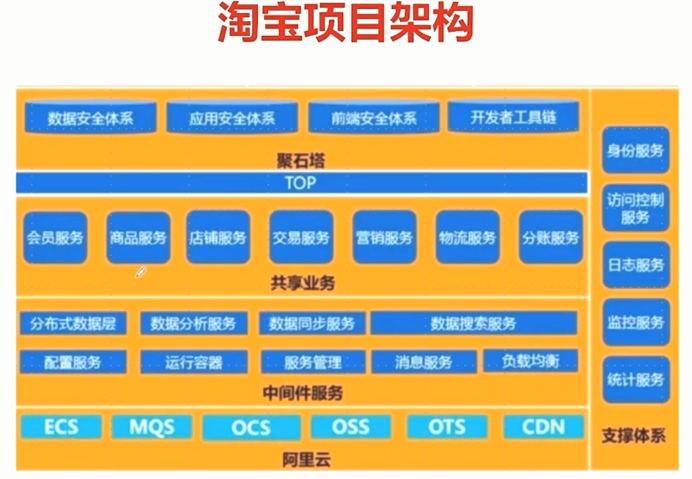 淘宝项目架构
数据安全体系 应用安全体系 前端安全体系 开发者工具链
聚石塔
TOP
会员服务 商品服务 店铺服务 交易服务 营销服务 物流服务 分账服务
共享业务
分布式数据层 数据分析服务 数据同步服务 数据搜索服务
配置服务 运行容器 服务管理 消息服务 负载均衡
中间件服务
ECS MQS OCS OSS OTS CDN
阿里云
身份服务
访问控制
服务
日志服务
监控服务
统计服务
支撑体系